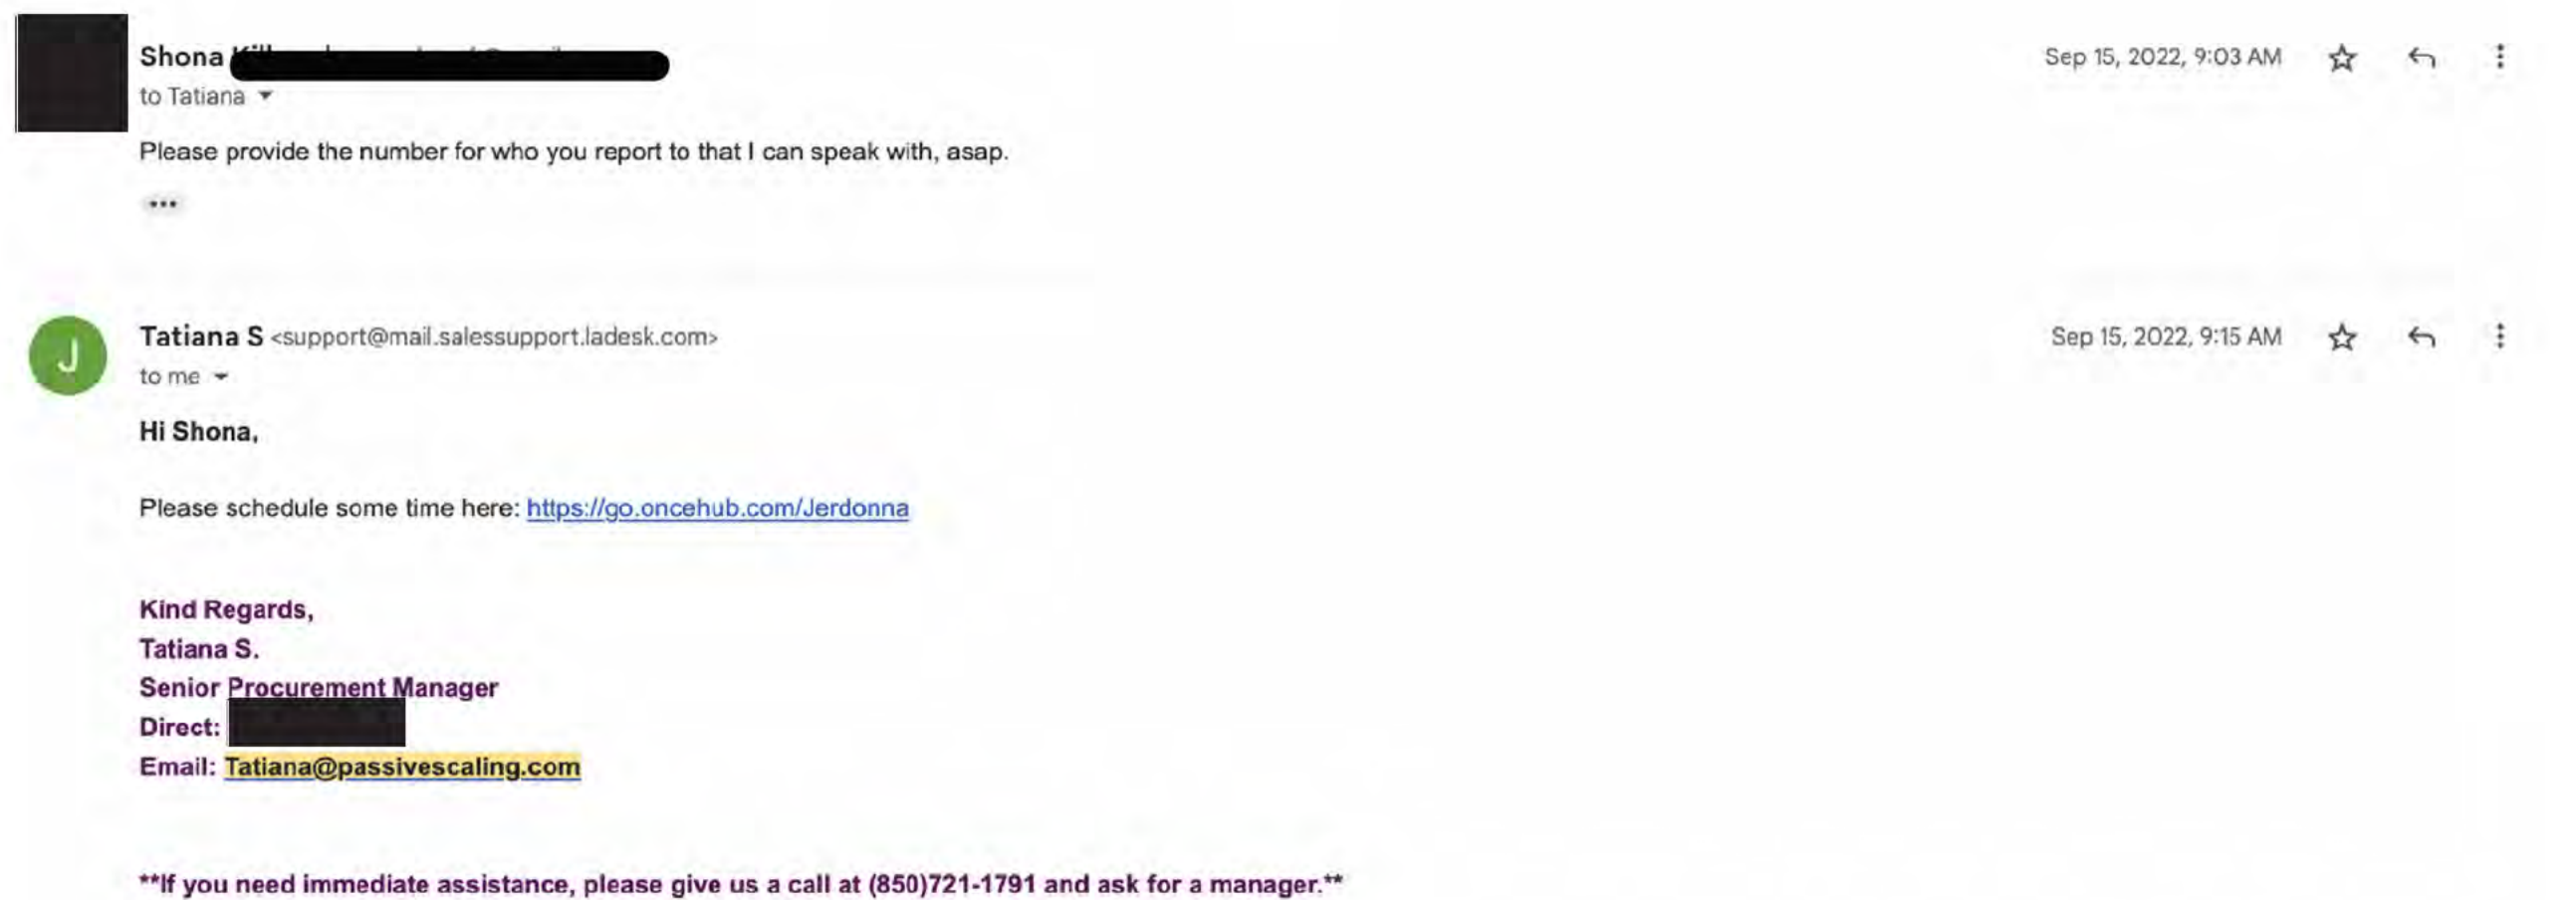 Shona
Sep 15, 2022, 9:03 AM
to Tatiana
Please provide the number for who you report to that I can speak with, asap.
•••
J
Tatiana S <support@mail.salessupport.ladesk.com>
Sep 15, 2022, 9:15 AM
to me
Hi Shona,
Please schedule some time here: https://go.oncehub.com/Jerdonna
Kind Regards,
Tatiana S.
Senior Procurement Manager
Direct:
Email: Tatiana@passivescaling.com
**If you need immediate assistance, please give us a call at (850)721-1791 and ask for a manager.**